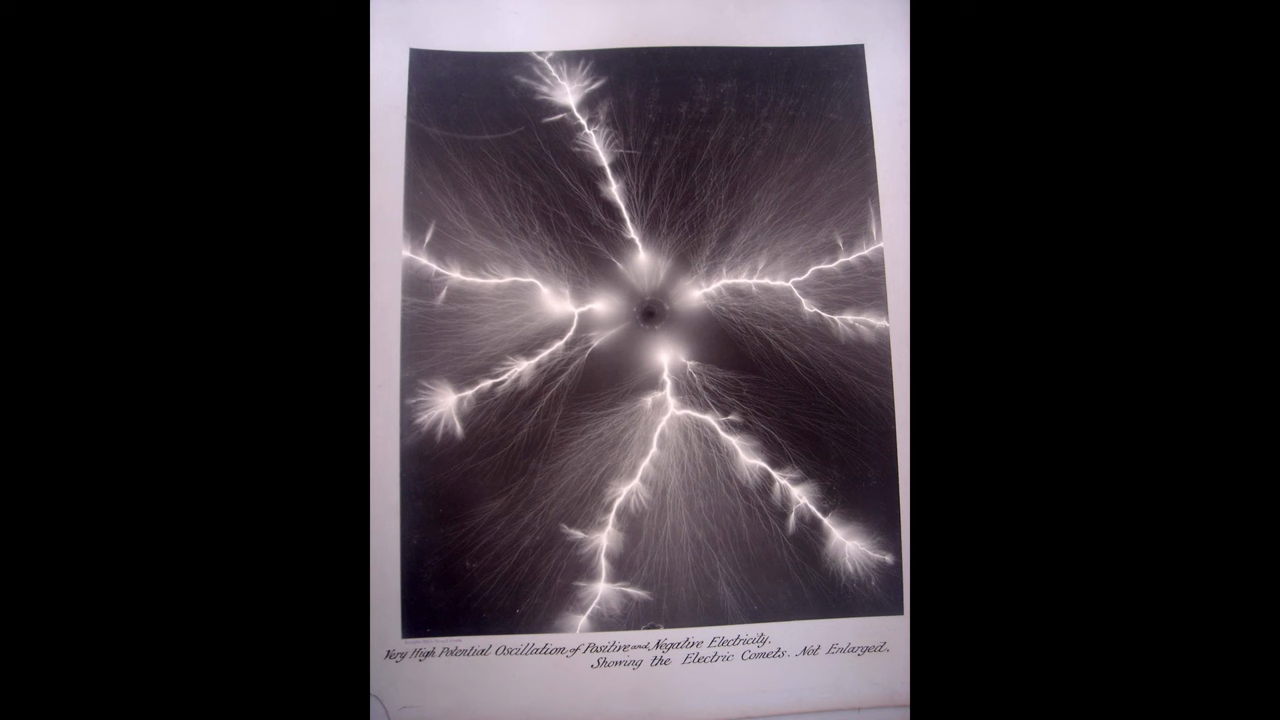 Very High Potential Oscillation of Positive and Negative Electricity.
Showing the Electric Comets. Not Enlarged.